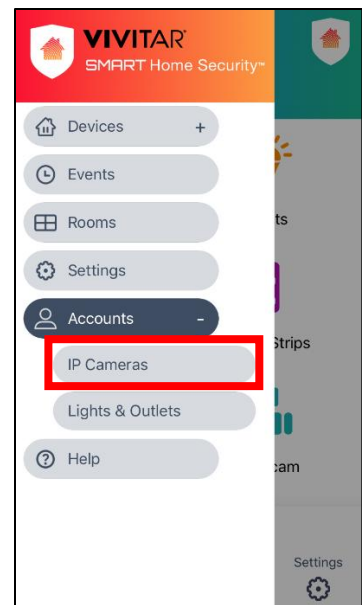 VIVITAR®
SMART Home Security™
Devices +
Events
Rooms
Settings
Accounts -
IP Cameras
Lights & Outlets
Help
ts
Strips
cam
Settings